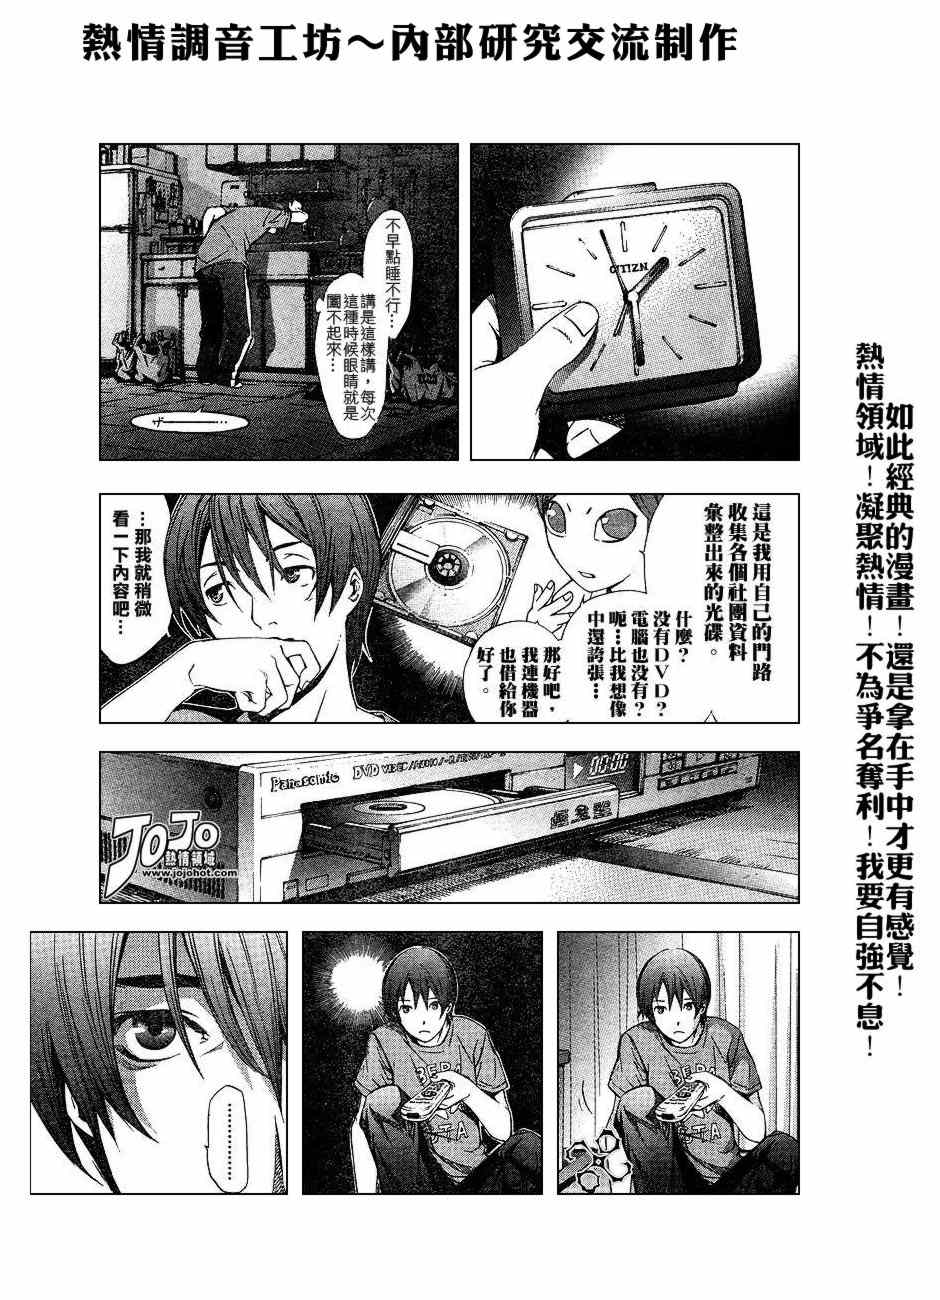 熱情調音工坊～內部研究交流制作
CITIZN
不早點睡不行…
講是這樣講，每次
這種時候眼睛就是
闔不起來…
ザ
這是我用自己的門路
收集各個社團資料
彙整出來的光碟。
什麼？
沒有DVD？
電腦也沒有？
呃…比我想像
中還誇張…
那好吧，
我連機器
也借給你
好了。
…那我就稍微
看一下內容吧…
Panasonic
DVD VIDEO/AUDIO/
00:00
JOJO
熱情領域
www.jojohot.com
BERA
STA
BERA
STA
…………
如此經典的漫畫！還是拿在手中才更有感覺！
熱情領域！凝聚熱情！不為爭名奪利！我要自強不息！